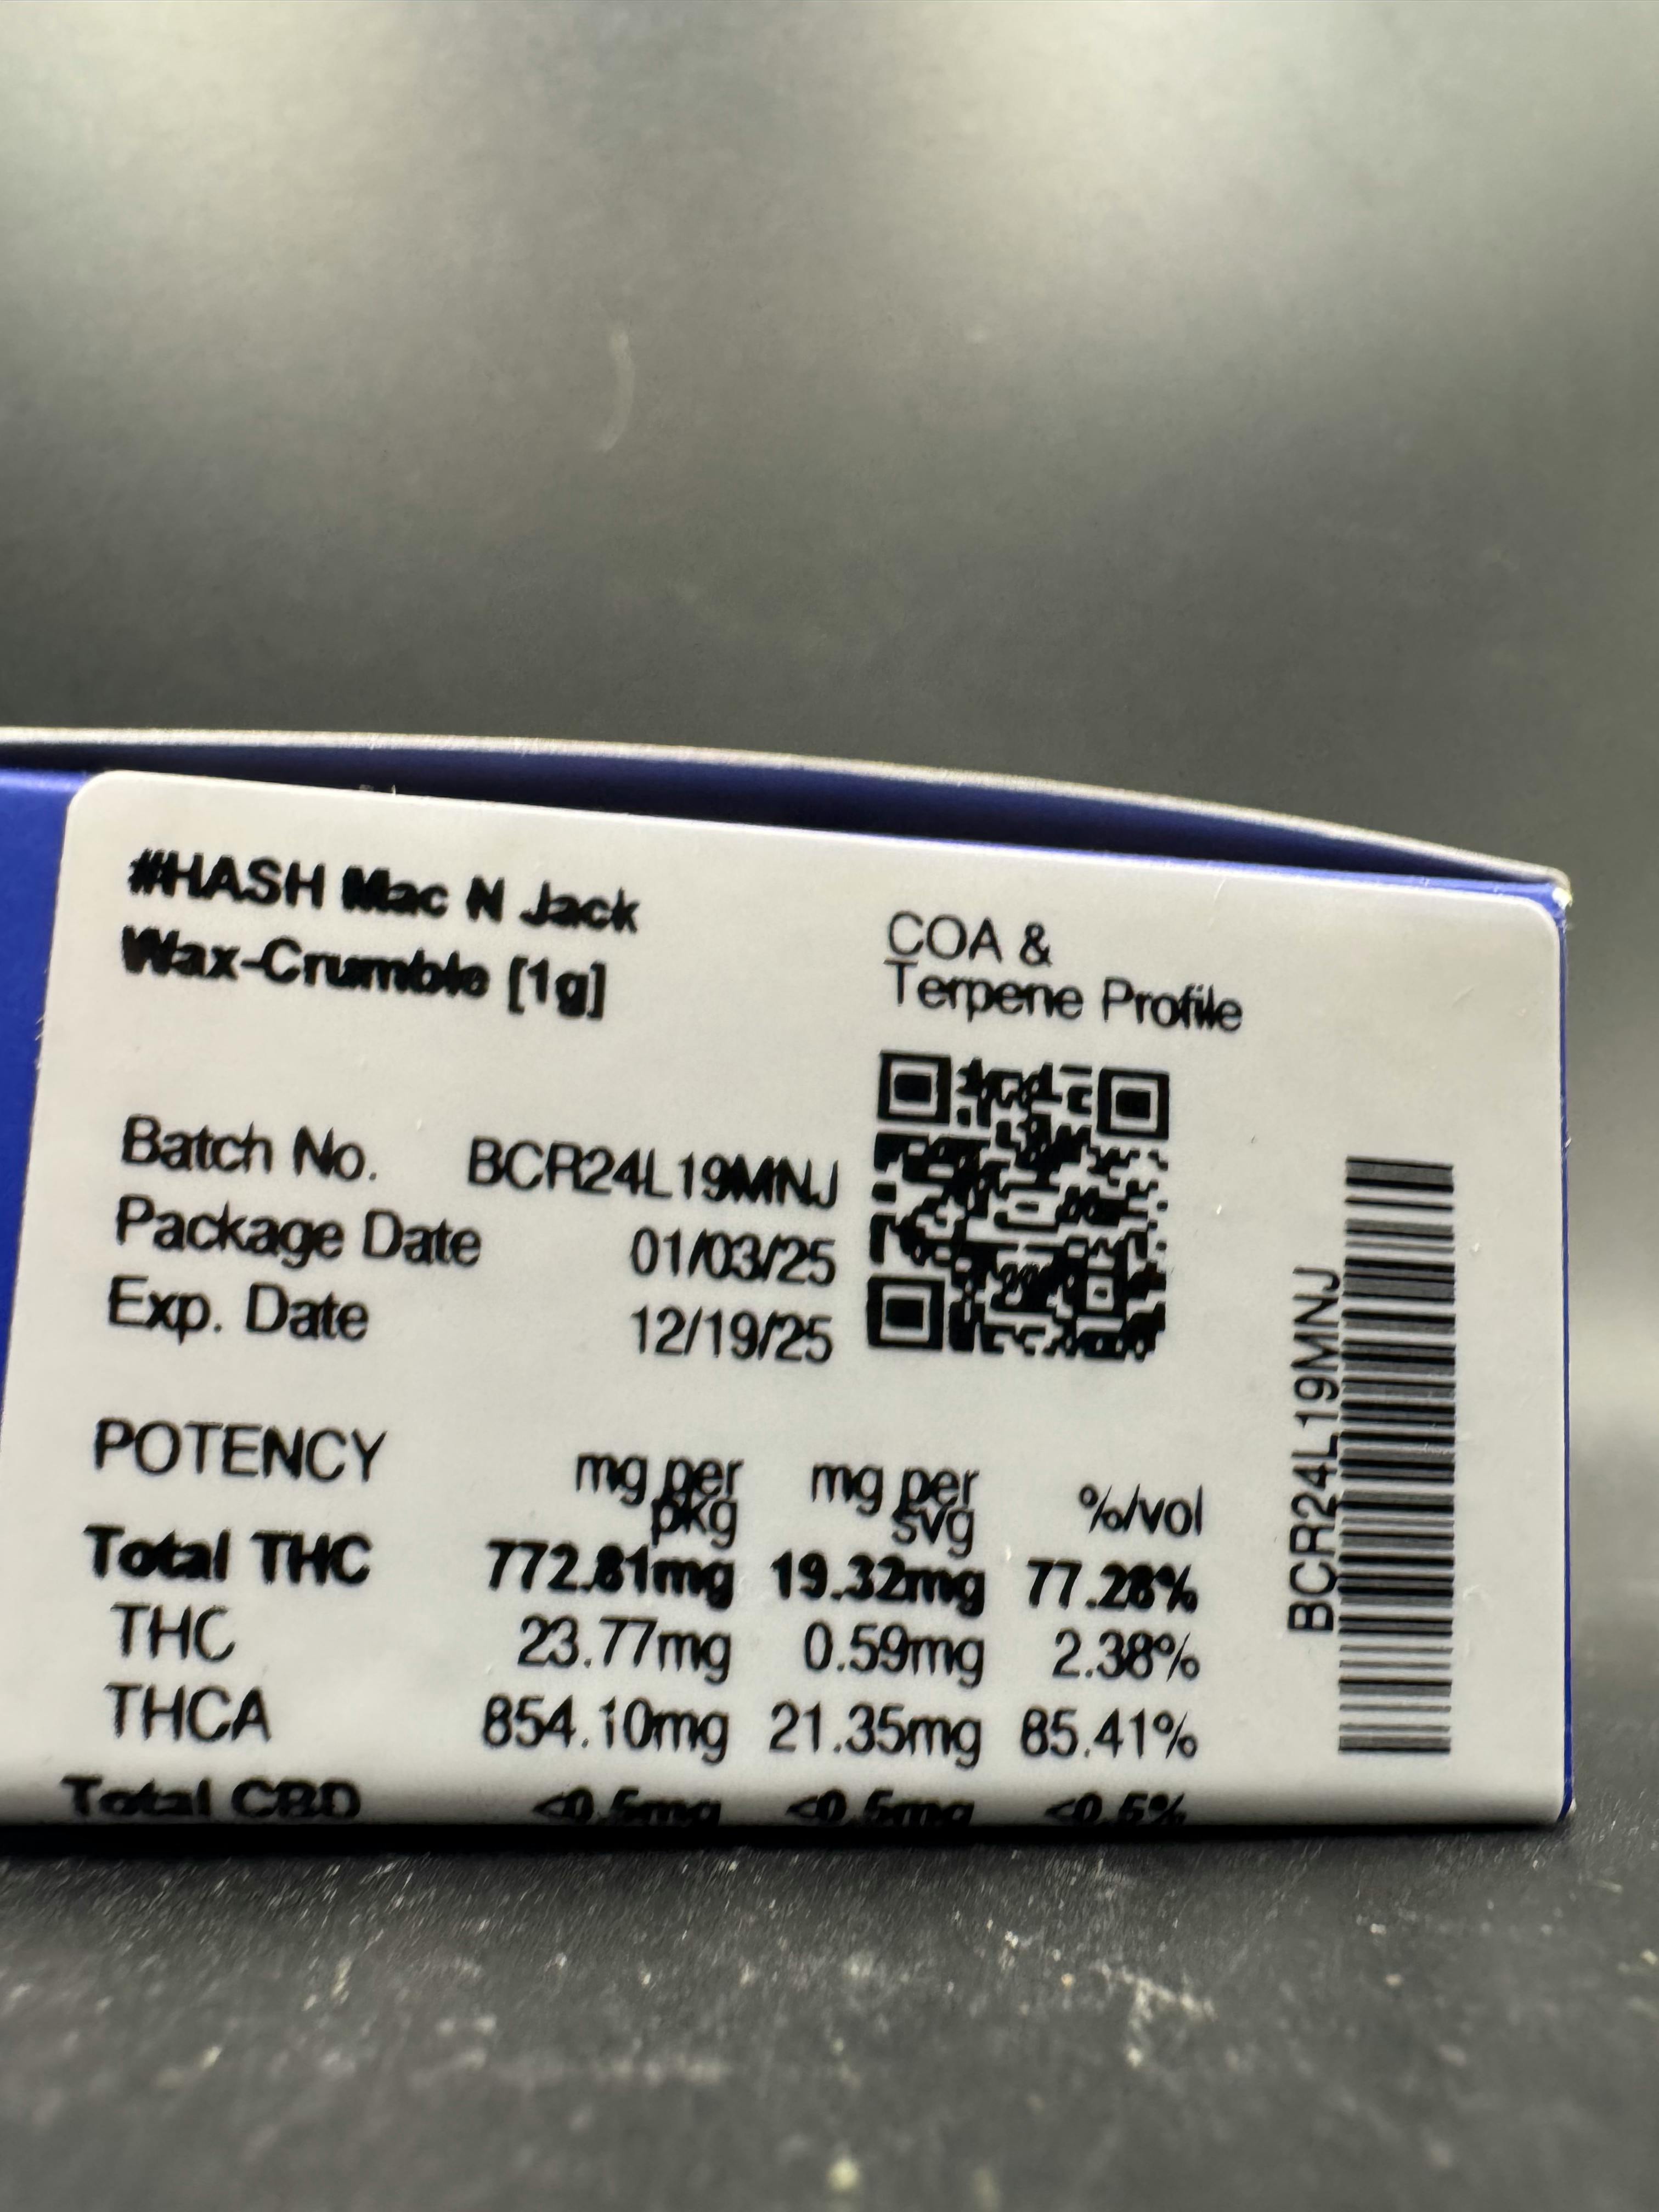 #HASH Mac N Jack
Wax-Crumble [1g]
COA &
Terpene Profile
Batch No. BCR24L19MNJ
Package Date 01/03/25
Exp. Date 12/19/25
POTENCY mg per pkg mg per svg %/vol
Total THC 772.81mg 19.32mg 77.28%
THC 23.77mg 0.59mg 2.38%
THCA 854.10mg 21.35mg 85.41%
Total CBD <0.5mg <0.5mg <0.5%
BCR24L19MNJ